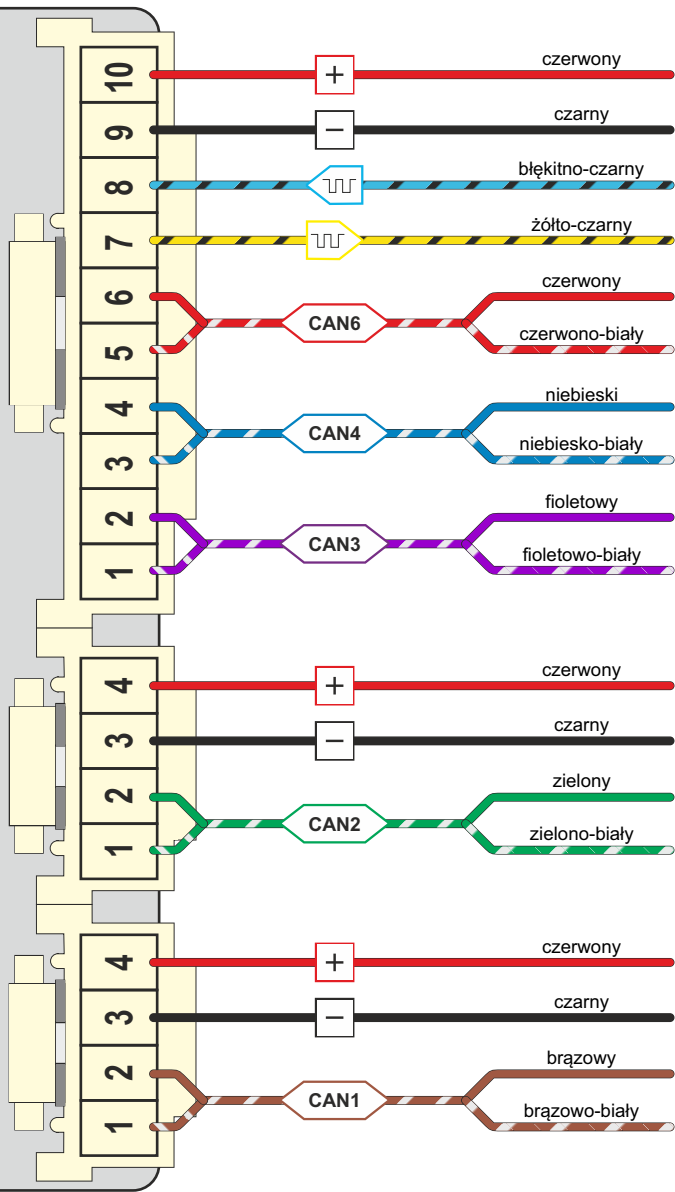 10 + czerwony
9 − czarny
8 błękitno-czarny
7 żółto-czarny
6 czerwony
CAN6
5 czerwono-biały
4 niebieski
CAN4
3 niebiesko-biały
2 fioletowy
CAN3
1 fioletowo-biały
4 + czerwony
3 − czarny
2 zielony
CAN2
1 zielono-biały
4 + czerwony
3 − czarny
2 brązowy
CAN1
1 brązowo-biały